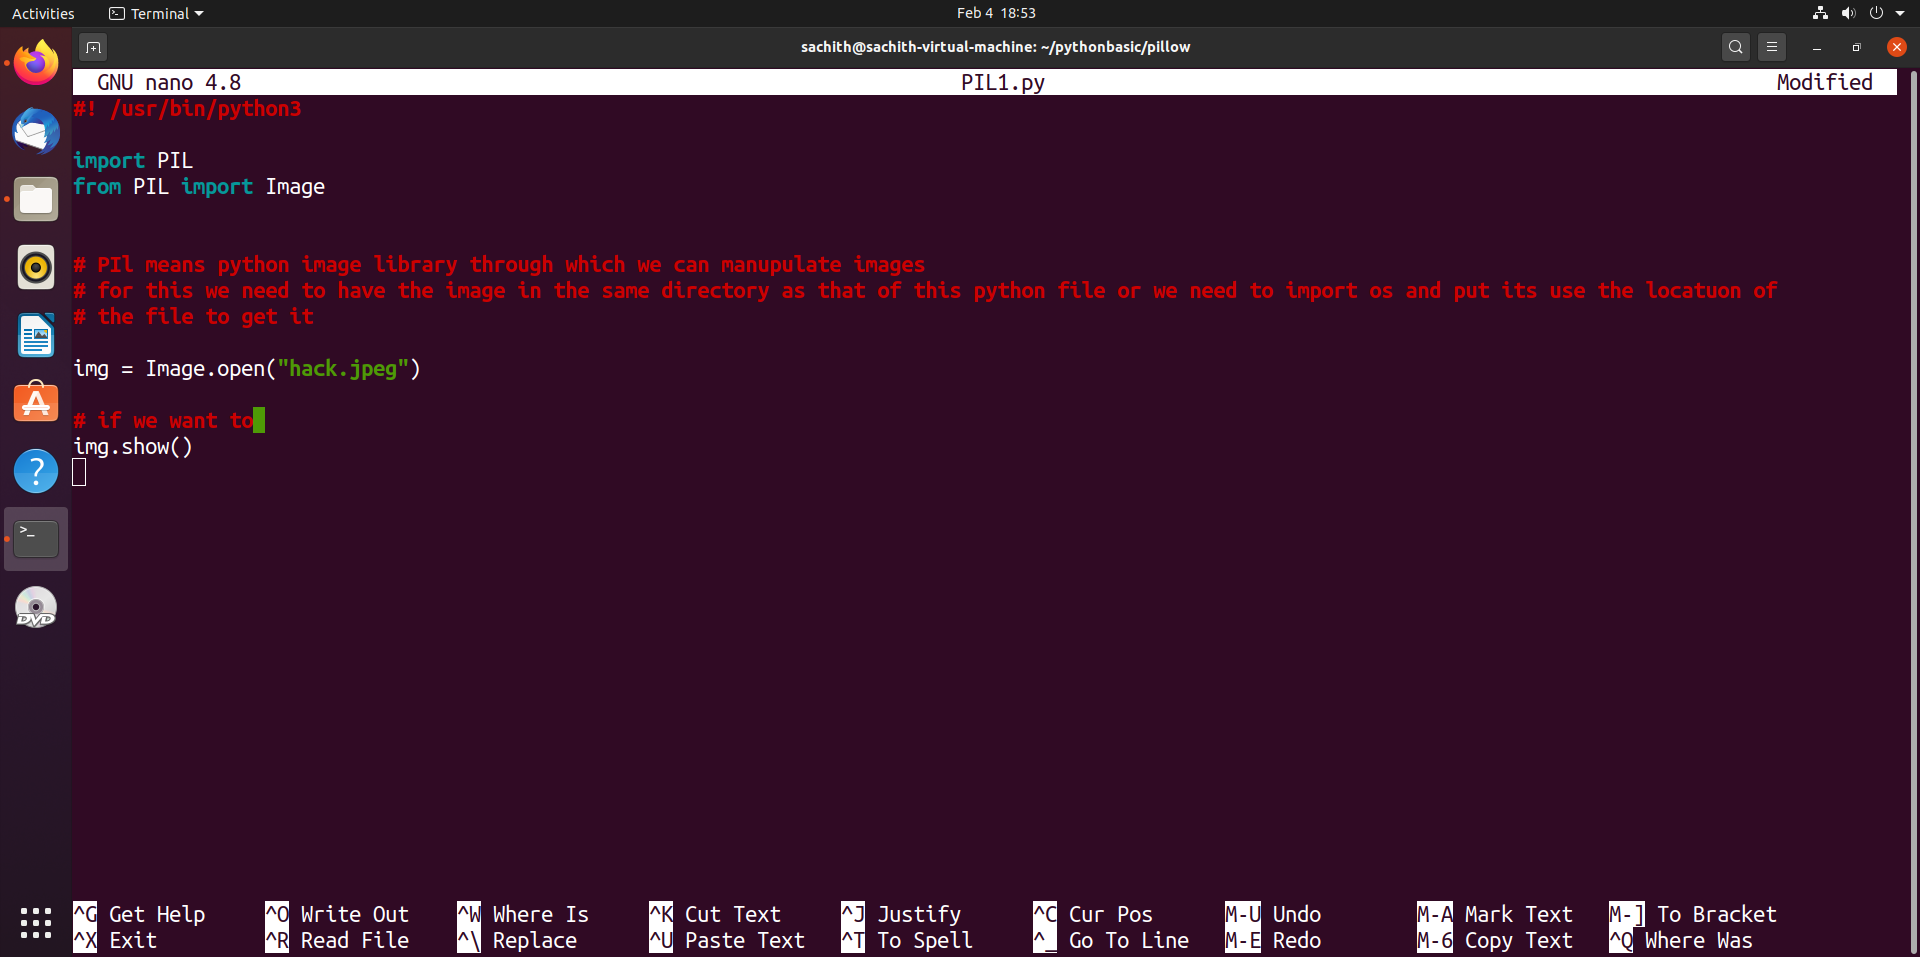 Activities Terminal Feb 4 18:53
sachith@sachith-virtual-machine: ~/pythonbasic/pillow
GNU nano 4.8 PIL1.py Modified
#! /usr/bin/python3
import PIL
from PIL import Image
# PIl means python image library through which we can manupulate images
# for this we need to have the image in the same directory as that of this python file or we need to import os and put its use the locatuon of
# the file to get it
img = Image.open("hack.jpeg")
# if we want to
img.show()
^G Get Help ^O Write Out ^W Where Is ^K Cut Text ^J Justify ^C Cur Pos M-U Undo M-A Mark Text M-] To Bracket
^X Exit ^R Read File ^\ Replace ^U Paste Text ^T To Spell ^_ Go To Line M-E Redo M-6 Copy Text ^Q Where Was
DVD